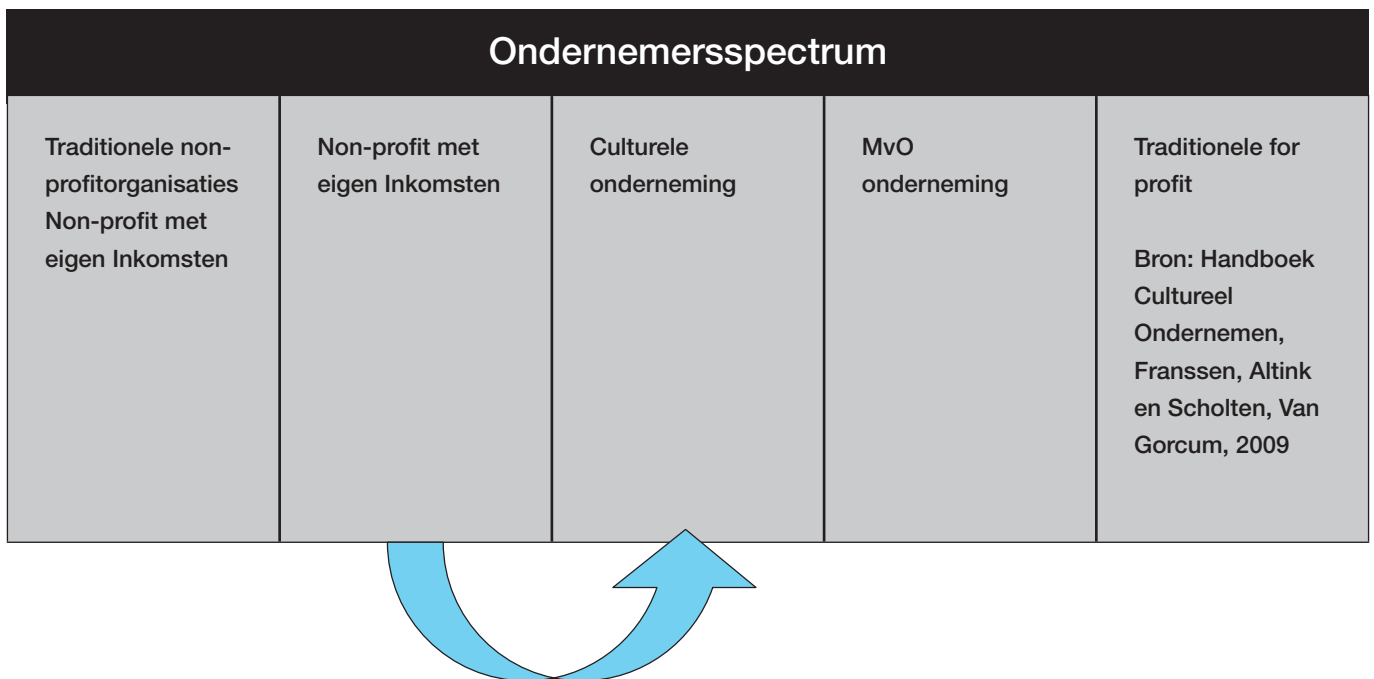 Ondernemersspectrum
Traditionele non-
profitorganisaties
Non-profit met
eigen Inkomsten
Non-profit met
eigen Inkomsten
Culturele
onderneming
MvO
onderneming
Traditionele for
profit
Bron: Handboek
Cultureel
Ondernemen,
Franssen, Altink
en Scholten, Van
Gorcum, 2009